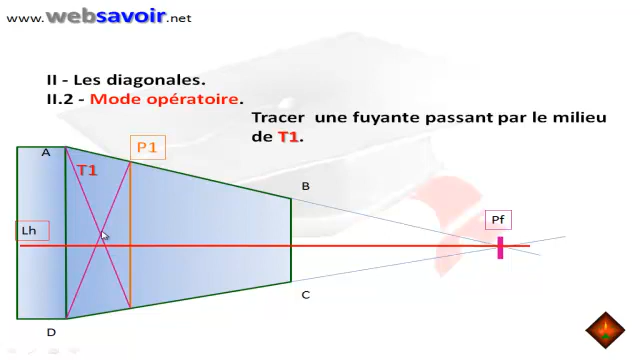 www.websavoir.net
II - Les diagonales.
II.2 - Mode opératoire.
Tracer une fuyante passant par le milieu
de T1.
A
P1
T1
B
Pf
Lh
C
D